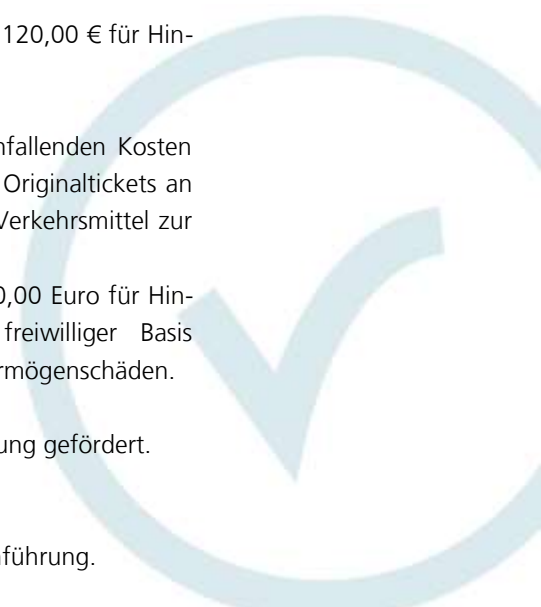 120,00 € für Hin-
nfallenden Kosten
Originaltickets an
Verkehrsmittel zur
0,00 Euro für Hin-
freiwilliger Basis
rmögenschäden.
ung gefördert.
nführung.